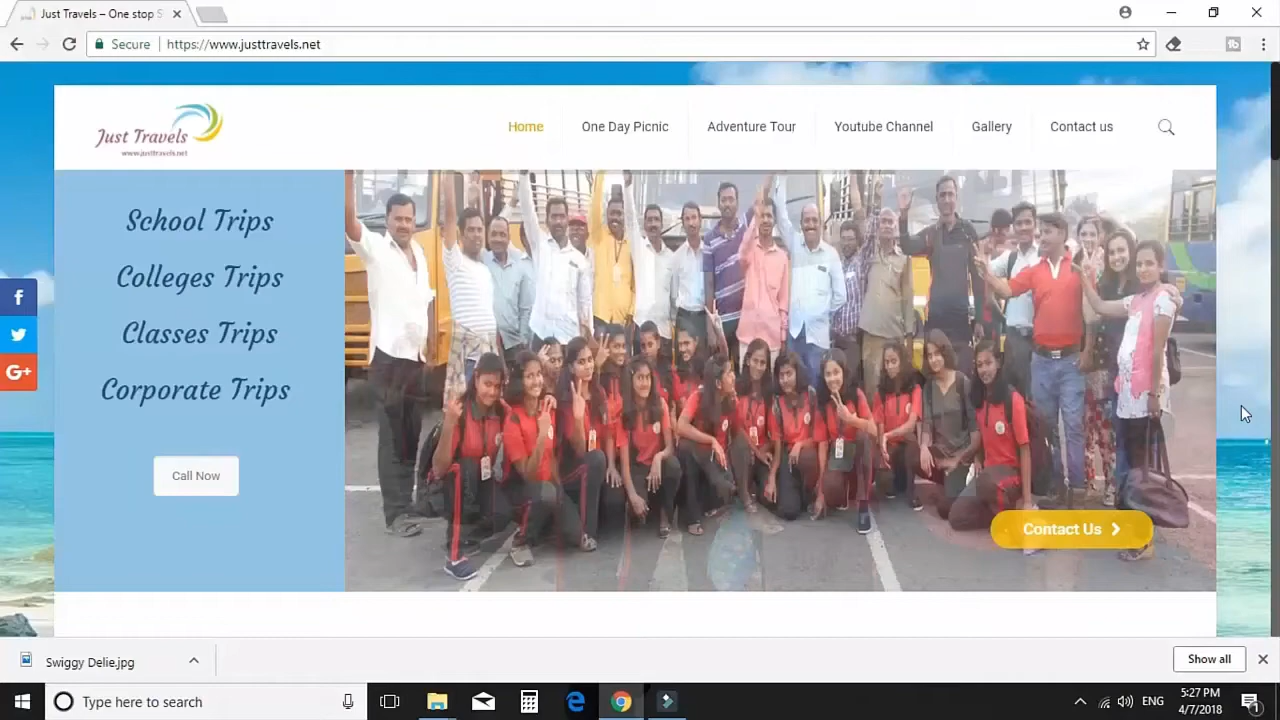 Just Travels – One stop S
Secure
https://www.justtravels.net
Just Travels
www.justtravels.net
Home
One Day Picnic
Adventure Tour
Youtube Channel
Gallery
Contact us
School Trips
Colleges Trips
Classes Trips
Corporate Trips
Call Now
Contact Us
f
G+
Swiggy Delie.jpg
Show all
Type here to search
ENG
5:27 PM
4/7/2018
1